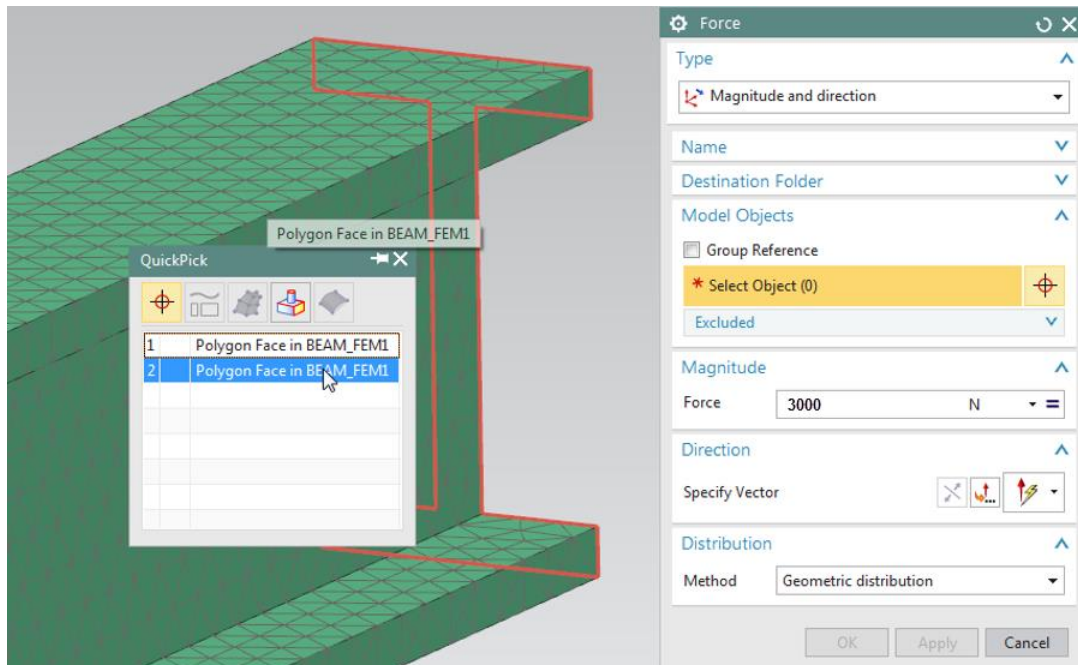 Force
Type
Magnitude and direction
Name
Destination Folder
Model Objects
Group Reference
* Select Object (0)
Excluded
Magnitude
Force 3000 N
Direction
Specify Vector
Distribution
Method Geometric distribution
OK Apply Cancel
Polygon Face in BEAM_FEM1
QuickPick
1 Polygon Face in BEAM_FEM1
2 Polygon Face in BEAM_FEM1